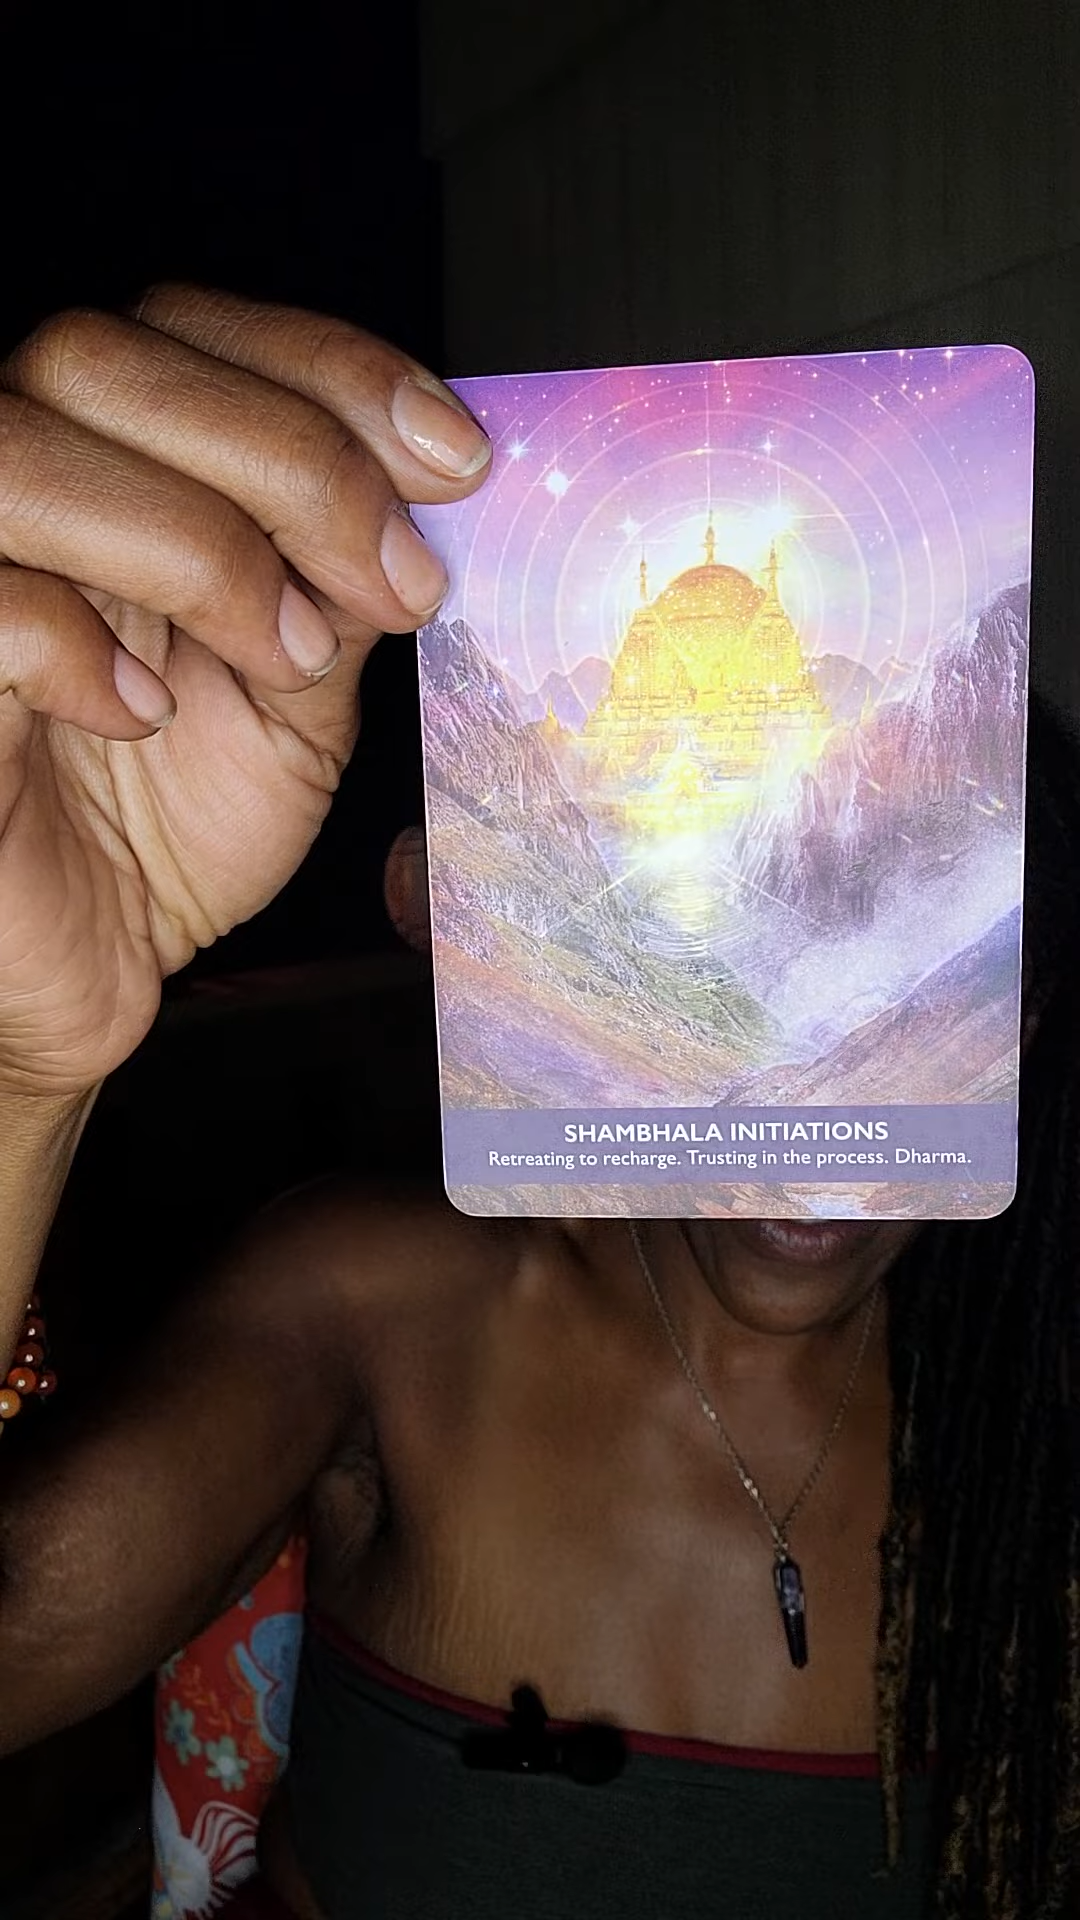 SHAMBHALA INITIATIONS
Retreating to recharge. Trusting in the process. Dharma.